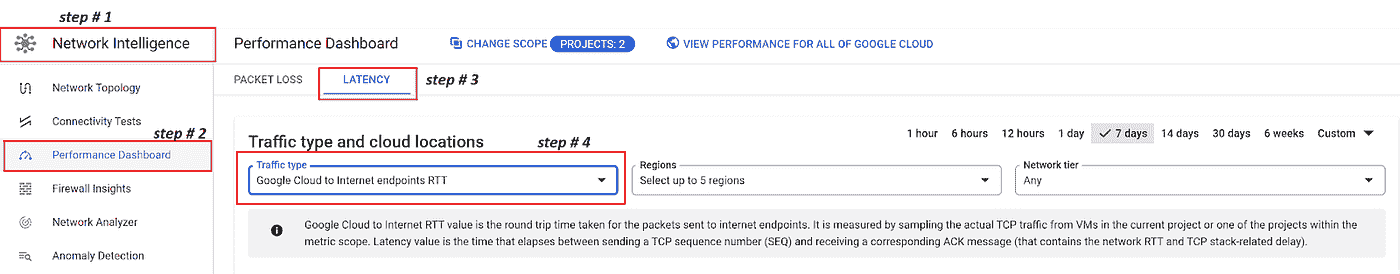 step # 1
Network Intelligence
Performance Dashboard
CHANGE SCOPE
PROJECTS: 2
VIEW PERFORMANCE FOR ALL OF GOOGLE CLOUD
Network Topology
PACKET LOSS
LATENCY
step # 3
Connectivity Tests
step # 2
Performance Dashboard
Firewall Insights
Network Analyzer
Anomaly Detection
Traffic type and cloud locations
step # 4
1 hour 6 hours 12 hours 1 day 7 days 14 days 30 days 6 weeks Custom
Traffic type
Google Cloud to Internet endpoints RTT
Regions
Select up to 5 regions
Network tier
Any
Google Cloud to Internet RTT value is the round trip time taken for the packets sent to internet endpoints. It is measured by sampling the actual TCP traffic from VMs in the current project or one of the projects within the
metric scope. Latency value is the time that elapses between sending a TCP sequence number (SEQ) and receiving a corresponding ACK message (that contains the network RTT and TCP stack-related delay).